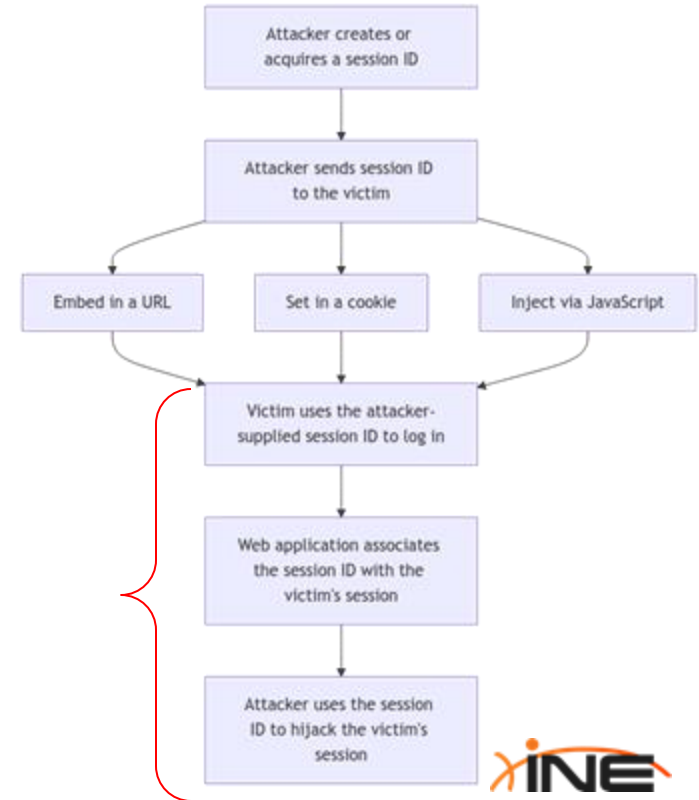 Attacker creates or
acquires a session ID
Attacker sends session ID
to the victim
Embed in a URL
Set in a cookie
Inject via JavaScript
Victim uses the attacker-
supplied session ID to log in
Web application associates
the session ID with the
victim's session
Attacker uses the session
ID to hijack the victim's
session
iNE